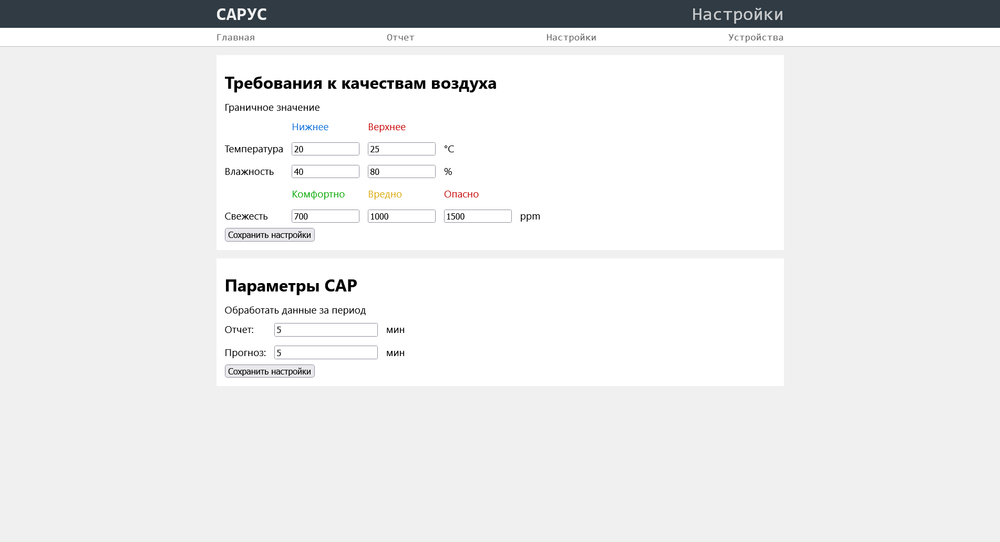 САРУС Настройки
Главная Отчет Настройки Устройства
Требования к качествам воздуха
Граничное значение
Нижнее Верхнее
Температура 20 25 °C
Влажность 40 80 %
Комфортно Вредно Опасно
Свежесть 700 1000 1500 ppm
Сохранить настройки
Параметры САР
Обработать данные за период
Отчет: 5 мин
Прогноз: 5 мин
Сохранить настройки